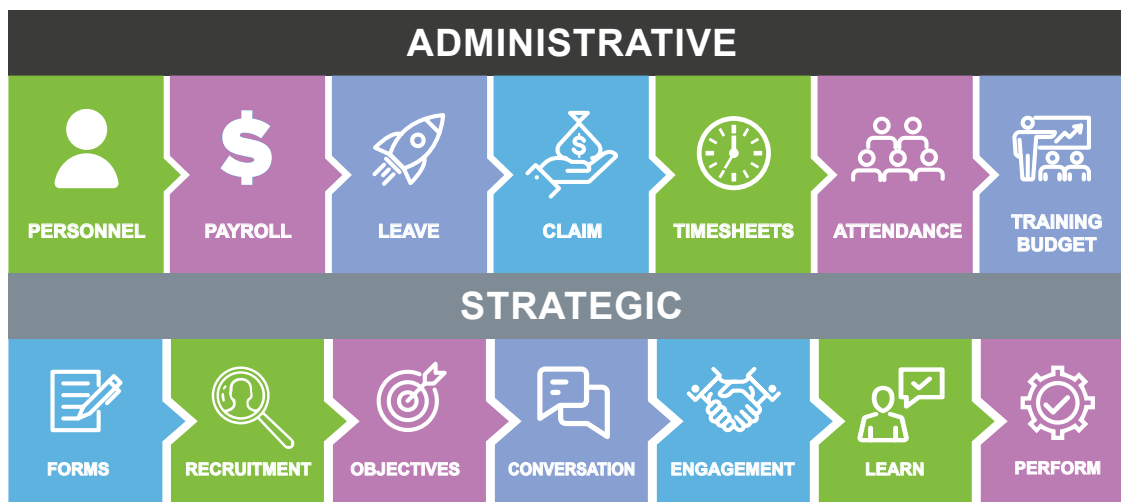 ADMINISTRATIVE
$
$
PERSONNEL
PAYROLL
LEAVE
CLAIM
TIMESHEETS
ATTENDANCE
TRAINING
BUDGET
STRATEGIC
FORMS
RECRUITMENT
OBJECTIVES
CONVERSATION
ENGAGEMENT
LEARN
PERFORM